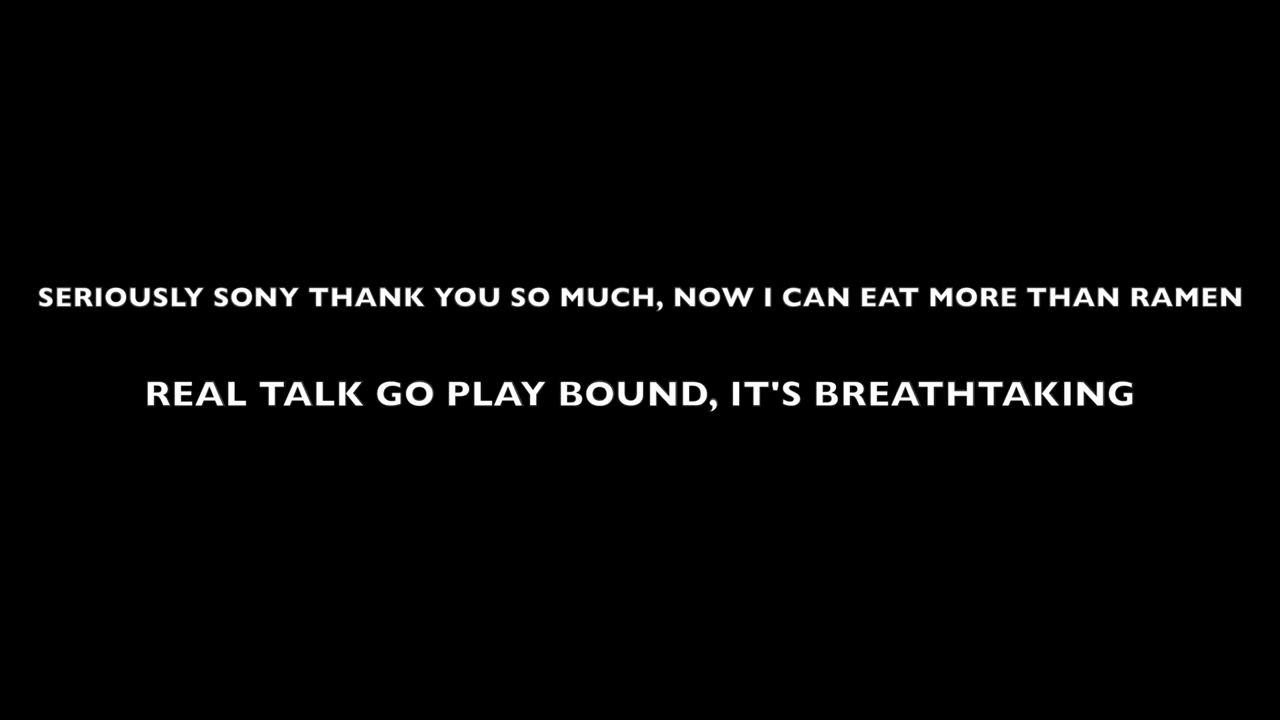 SERIOUSLY SONY THANK YOU SO MUCH, NOW I CAN EAT MORE THAN RAMEN
REAL TALK GO PLAY BOUND, IT'S BREATHTAKING